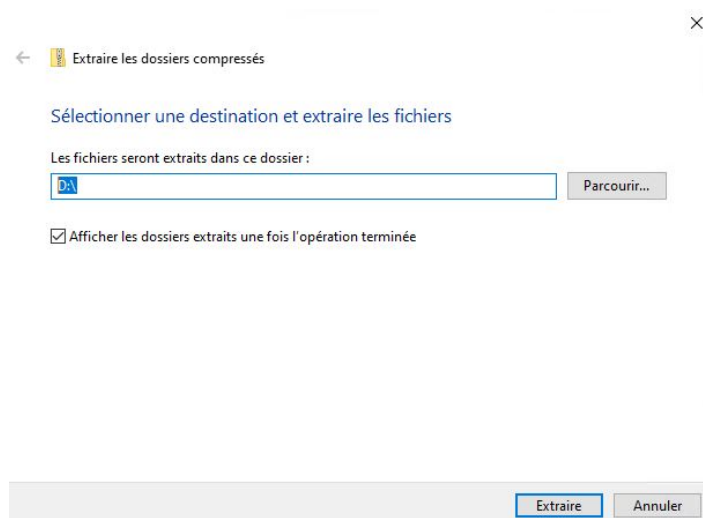 Extraire les dossiers compressés
Sélectionner une destination et extraire les fichiers
Les fichiers seront extraits dans ce dossier :
D:\
Parcourir...
Afficher les dossiers extraits une fois l'opération terminée
Extraire
Annuler